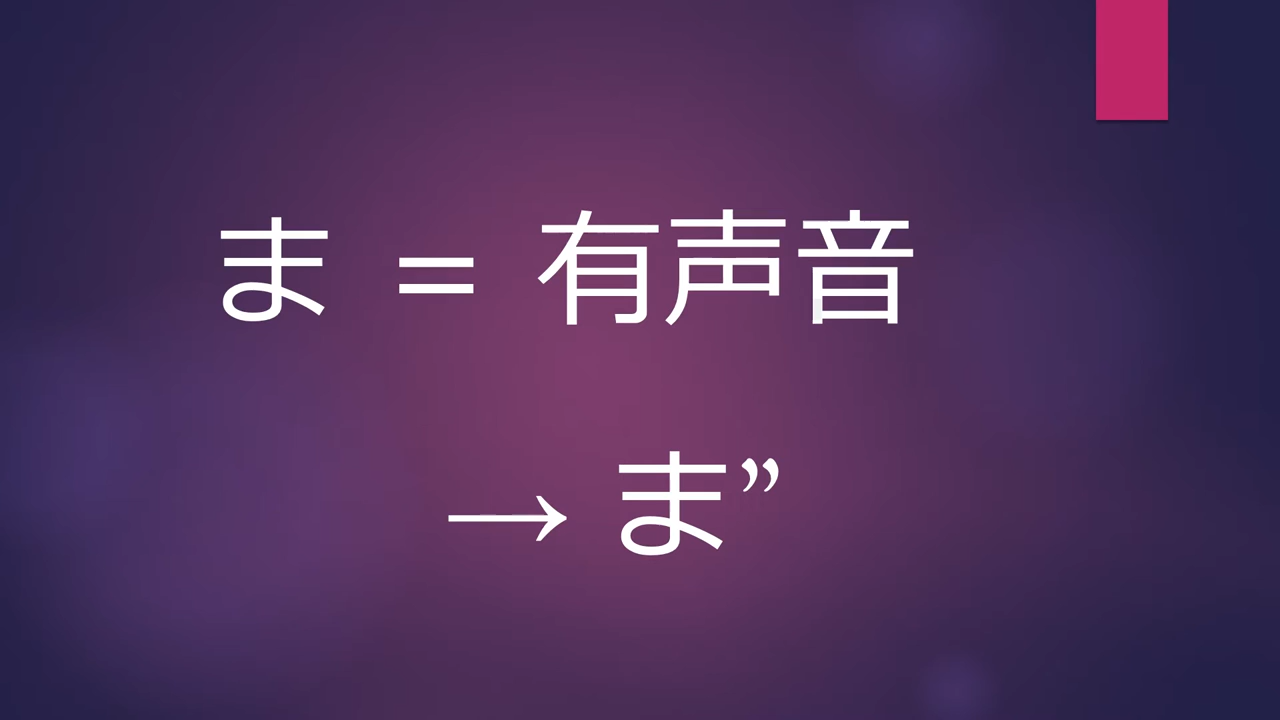 ま = 有声音
→ ま”